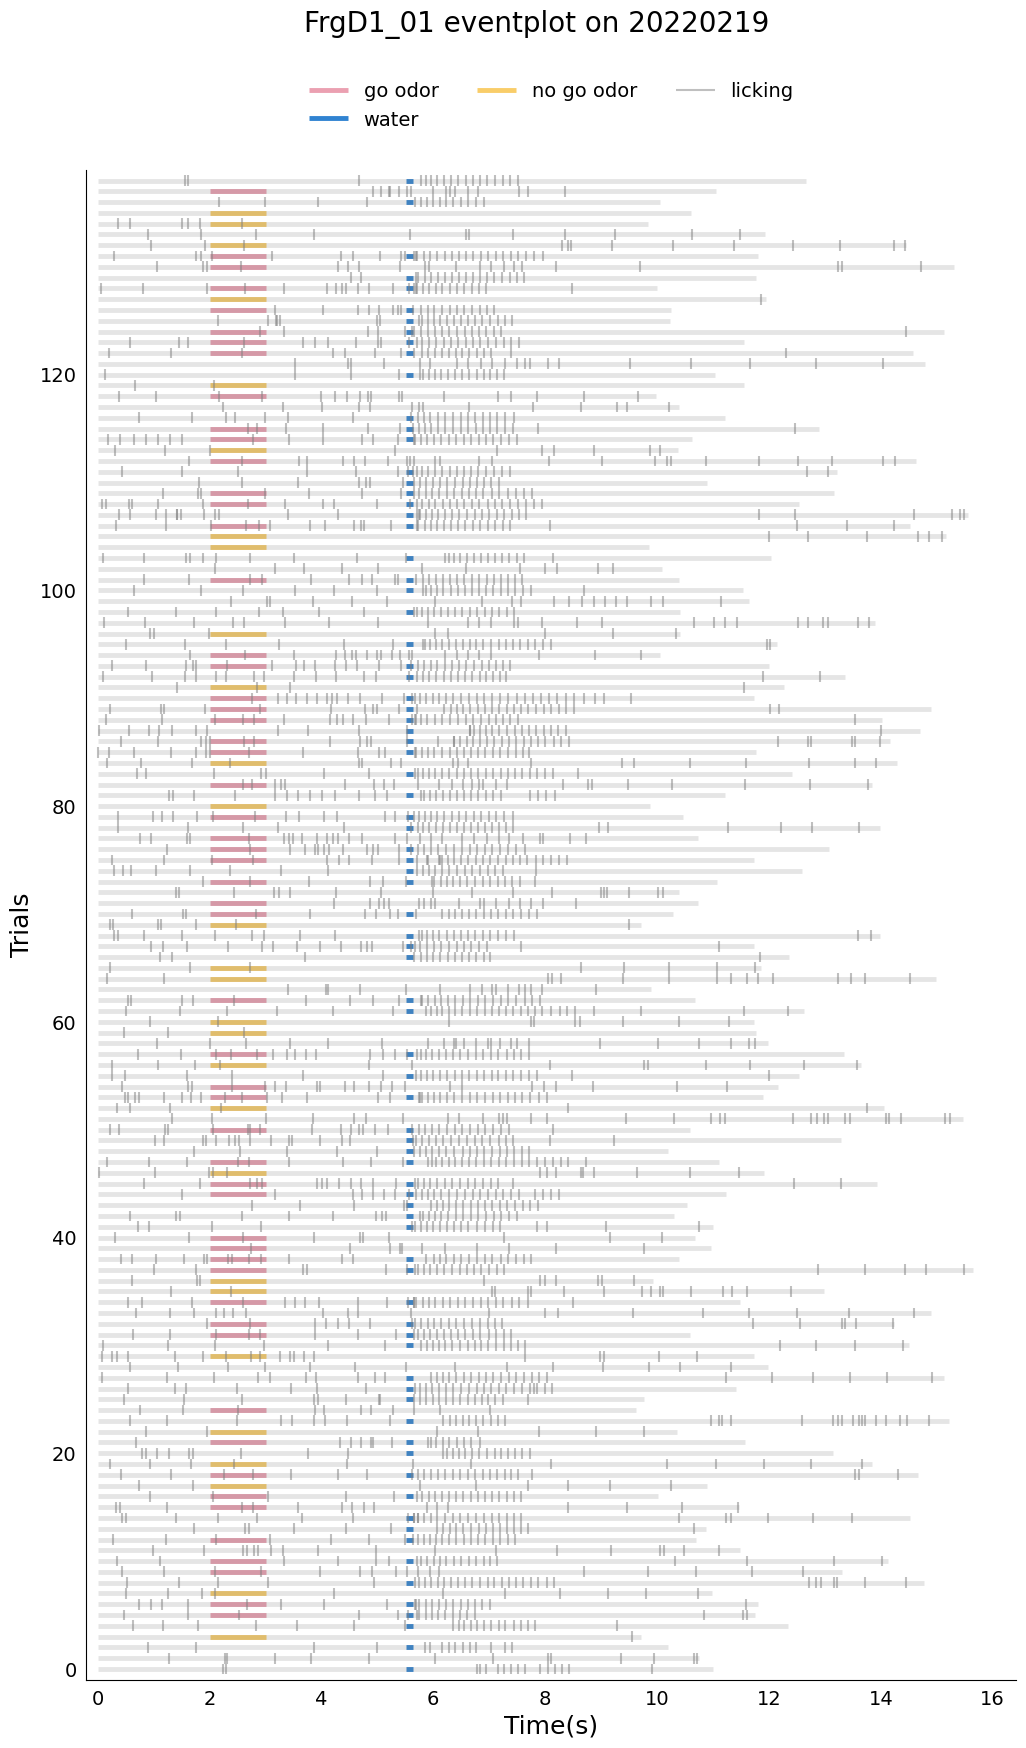 FrgD1_01 eventplot on 20220219
go odor
no go odor
licking
water
120
100
80
60
40
20
0
Trials
0 2 4 6 8 10 12 14 16
Time(s)